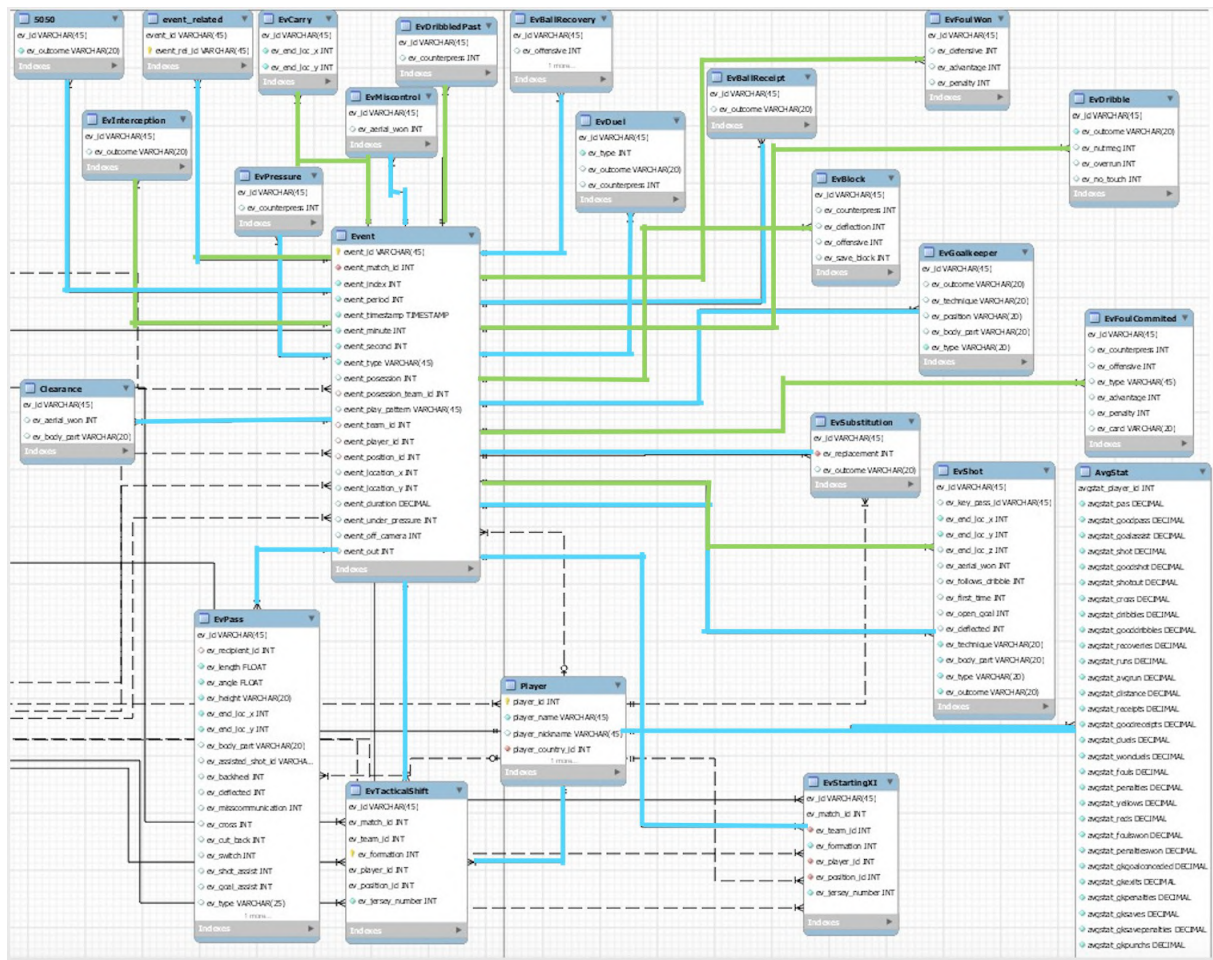 5050
ev_id VARCHAR(45)
ev_outcome VARCHAR(20)
Indexes
event_related
event_id VARCHAR(45)
event_rel_id VARCHAR(45)
Indexes
EvCarry
ev_id VARCHAR(45)
ev_end_loc_x INT
ev_end_loc_y INT
Indexes
EvDribbledPast
ev_id VARCHAR(45)
ev_counterpress INT
Indexes
EvBallRecovery
ev_id VARCHAR(45)
ev_offensive INT
1 more...
Indexes
EvFoulWon
ev_id VARCHAR(45)
ev_defensive INT
ev_advantage INT
ev_penalty INT
Indexes
EvMiscontrol
ev_id VARCHAR(45)
ev_aerial_won INT
Indexes
EvBallReceipt
ev_id VARCHAR(45)
ev_outcome VARCHAR(20)
Indexes
EvDribble
ev_id VARCHAR(45)
ev_outcome VARCHAR(20)
ev_nutmeg INT
ev_overrun INT
ev_no_touch INT
Indexes
EvInterception
ev_id VARCHAR(45)
ev_outcome VARCHAR(20)
Indexes
EvDuel
ev_id VARCHAR(45)
ev_type INT
ev_outcome VARCHAR(20)
ev_counterpress INT
Indexes
EvPressure
ev_id VARCHAR(45)
ev_counterpress INT
Indexes
EvBlock
ev_id VARCHAR(45)
ev_counterpress INT
ev_deflection INT
ev_offensive INT
ev_save_block INT
Indexes
Event
event_id VARCHAR(45)
event_match_id INT
event_index INT
event_period INT
event_timestamp TIMESTAMP
event_minute INT
event_second INT
event_type VARCHAR(45)
event_posession INT
event_posession_team_id INT
event_play_pattern VARCHAR(45)
event_team_id INT
event_player_id INT
event_position_id INT
event_location_x INT
event_location_y INT
event_duration DECIMAL
event_under_pressure INT
event_off_camera INT
event_out INT
Indexes
EvGoalkeeper
ev_id VARCHAR(45)
ev_outcome VARCHAR(20)
ev_technique VARCHAR(20)
ev_position VARCHAR(20)
ev_body_part VARCHAR(20)
ev_type VARCHAR(20)
Indexes
EvFoulCommited
ev_id VARCHAR(45)
ev_counterpress INT
ev_offensive INT
ev_type VARCHAR(45)
ev_advantage INT
ev_penalty INT
ev_card VARCHAR(20)
Indexes
Clearance
ev_id VARCHAR(45)
ev_aerial_won INT
ev_body_part VARCHAR(20)
Indexes
EvSubstitution
ev_id VARCHAR(45)
ev_replacement INT
ev_outcome VARCHAR(20)
Indexes
EvShot
ev_id VARCHAR(45)
ev_key_pass_id VARCHAR(45)
ev_end_loc_x INT
ev_end_loc_y INT
ev_end_loc_z INT
ev_aerial_won INT
ev_follows_dribble INT
ev_first_time INT
ev_open_goal INT
ev_deflected INT
ev_technique VARCHAR(20)
ev_body_part VARCHAR(20)
ev_type VARCHAR(20)
ev_outcome VARCHAR(20)
Indexes
AvgStat
avgstat_player_id INT
avgstat_pas DECIMAL
avgstat_goodpass DECIMAL
avgstat_goalassist DECIMAL
avgstat_shot DECIMAL
avgstat_goodshot DECIMAL
avgstat_shotout DECIMAL
avgstat_cross DECIMAL
avgstat_dribbles DECIMAL
avgstat_gooddribbles DECIMAL
avgstat_recoveries DECIMAL
avgstat_runs DECIMAL
avgstat_avgrun DECIMAL
avgstat_distance DECIMAL
avgstat_receipts DECIMAL
avgstat_goodreceipts DECIMAL
avgstat_duels DECIMAL
avgstat_wonduels DECIMAL
avgstat_fouls DECIMAL
avgstat_penalties DECIMAL
avgstat_yellows DECIMAL
avgstat_reds DECIMAL
avgstat_foulswon DECIMAL
avgstat_penaltieswon DECIMAL
avgstat_gkgoalconceded DECIMAL
avgstat_gkexits DECIMAL
avgstat_gkpenalties DECIMAL
avgstat_gksaves DECIMAL
avgstat_gksavepenalties DECIMAL
avgstat_gkpunchs DECIMAL
EvPass
ev_id VARCHAR(45)
ev_recipient_id INT
ev_length FLOAT
ev_angle FLOAT
ev_height VARCHAR(20)
ev_end_loc_x INT
ev_end_loc_y INT
ev_body_part VARCHAR(20)
ev_assisted_shot_id VARCHA...
ev_backheel INT
ev_deflected INT
ev_misscommunication INT
ev_cross INT
ev_cut_back INT
ev_switch INT
ev_shot_assist INT
ev_goal_assist INT
ev_type VARCHAR(25)
1 more...
Indexes
Player
player_id INT
player_name VARCHAR(45)
player_nickname VARCHAR(45)
player_country_id INT
1 more...
Indexes
EvTacticalShift
ev_id VARCHAR(45)
ev_match_id INT
ev_team_id INT
ev_formation INT
ev_player_id INT
ev_position_id INT
ev_jersey_number INT
Indexes
EvStartingXI
ev_id VARCHAR(45)
ev_match_id INT
ev_team_id INT
ev_formation INT
ev_player_id INT
ev_position_id INT
ev_jersey_number INT
Indexes